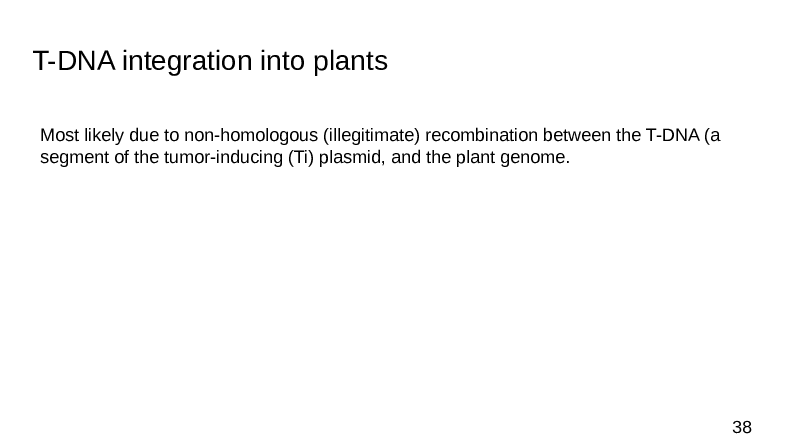 T-DNA integration into plants
Most likely due to non-homologous (illegitimate) recombination between the T-DNA (a
segment of the tumor-inducing (Ti) plasmid, and the plant genome.
38